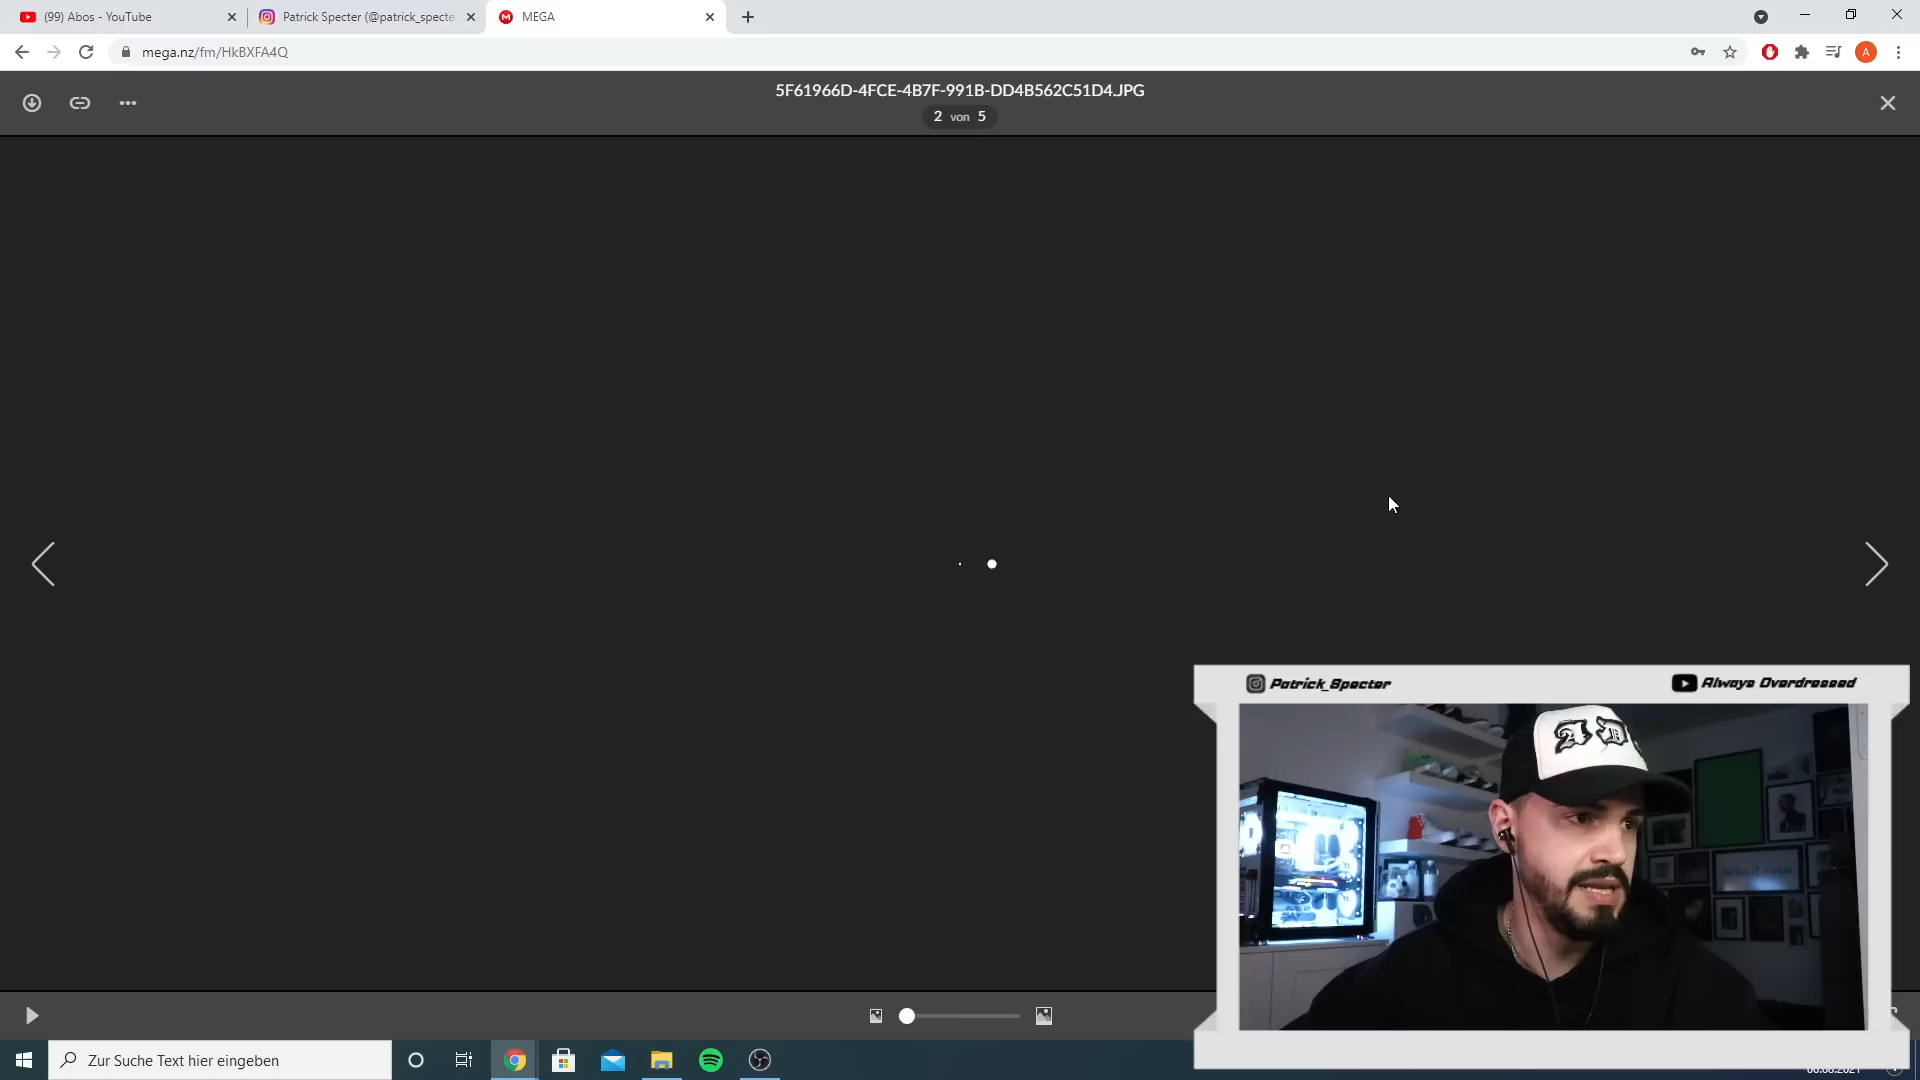 (99) Abos - YouTube
Patrick Specter (@patrick_specte
MEGA
mega.nz/fm/HkBXFA4Q
A
5F61966D-4FCE-4B7F-991B-DD4B562C51D4.JPG
2 von 5
Patrick_Specter
Always Overdressed
Zur Suche Text hier eingeben